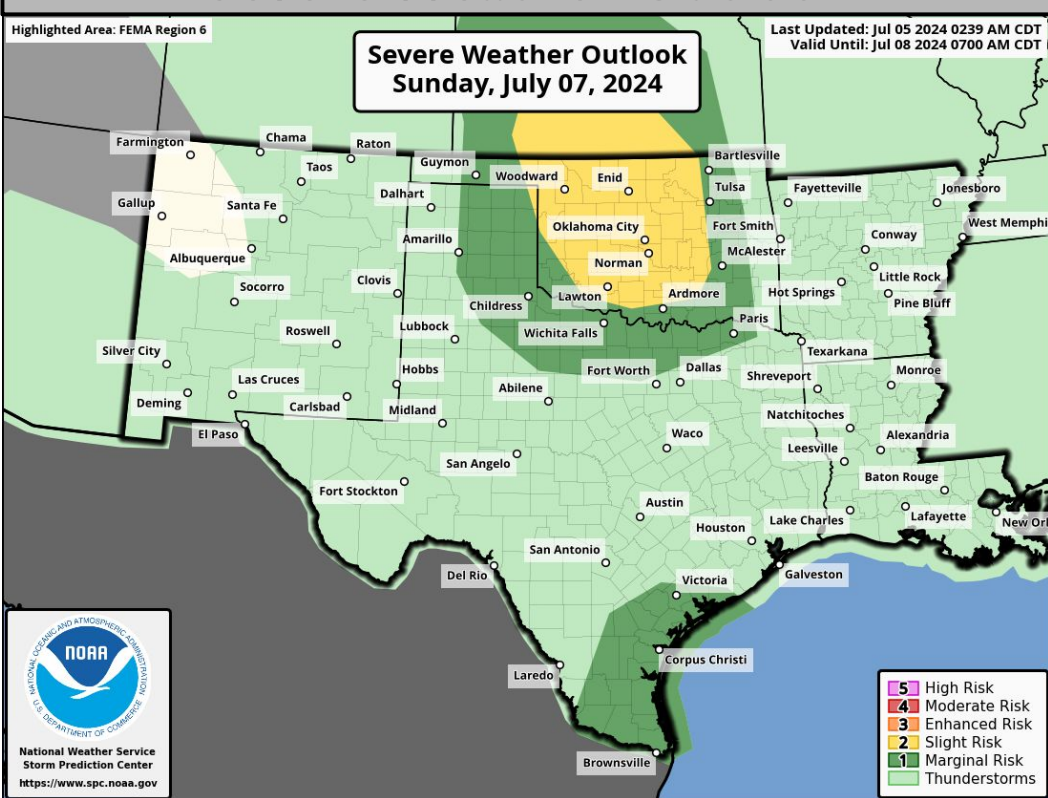 Highlighted Area: FEMA Region 6
Last Updated: Jul 05 2024 0239 AM CDT
Valid Until: Jul 08 2024 0700 AM CDT
Severe Weather Outlook
Sunday, July 07, 2024
Farmington
Chama
Raton
Taos
Guymon
Woodward
Enid
Bartlesville
Tulsa
Fayetteville
Jonesboro
Gallup
Santa Fe
Dalhart
Oklahoma City
Fort Smith
Conway
West Memphi
Albuquerque
Amarillo
Norman
McAlester
Little Rock
Socorro
Clovis
Childress
Lawton
Ardmore
Hot Springs
Pine Bluff
Roswell
Lubbock
Wichita Falls
Paris
Silver City
Las Cruces
Hobbs
Fort Worth
Dallas
Texarkana
Shreveport
Monroe
Deming
Carlsbad
Midland
Abilene
Natchitoches
El Paso
Waco
Leesville
Alexandria
San Angelo
Baton Rouge
Fort Stockton
Austin
Houston
Lake Charles
Lafayette
New Orl
San Antonio
Del Rio
Victoria
Galveston
Laredo
Corpus Christi
Brownsville
NATIONAL OCEANIC AND ATMOSPHERIC ADMINISTRATION
NOAA
U.S. DEPARTMENT OF COMMERCE
National Weather Service
Storm Prediction Center
https://www.spc.noaa.gov
5 High Risk
4 Moderate Risk
3 Enhanced Risk
2 Slight Risk
1 Marginal Risk
Thunderstorms